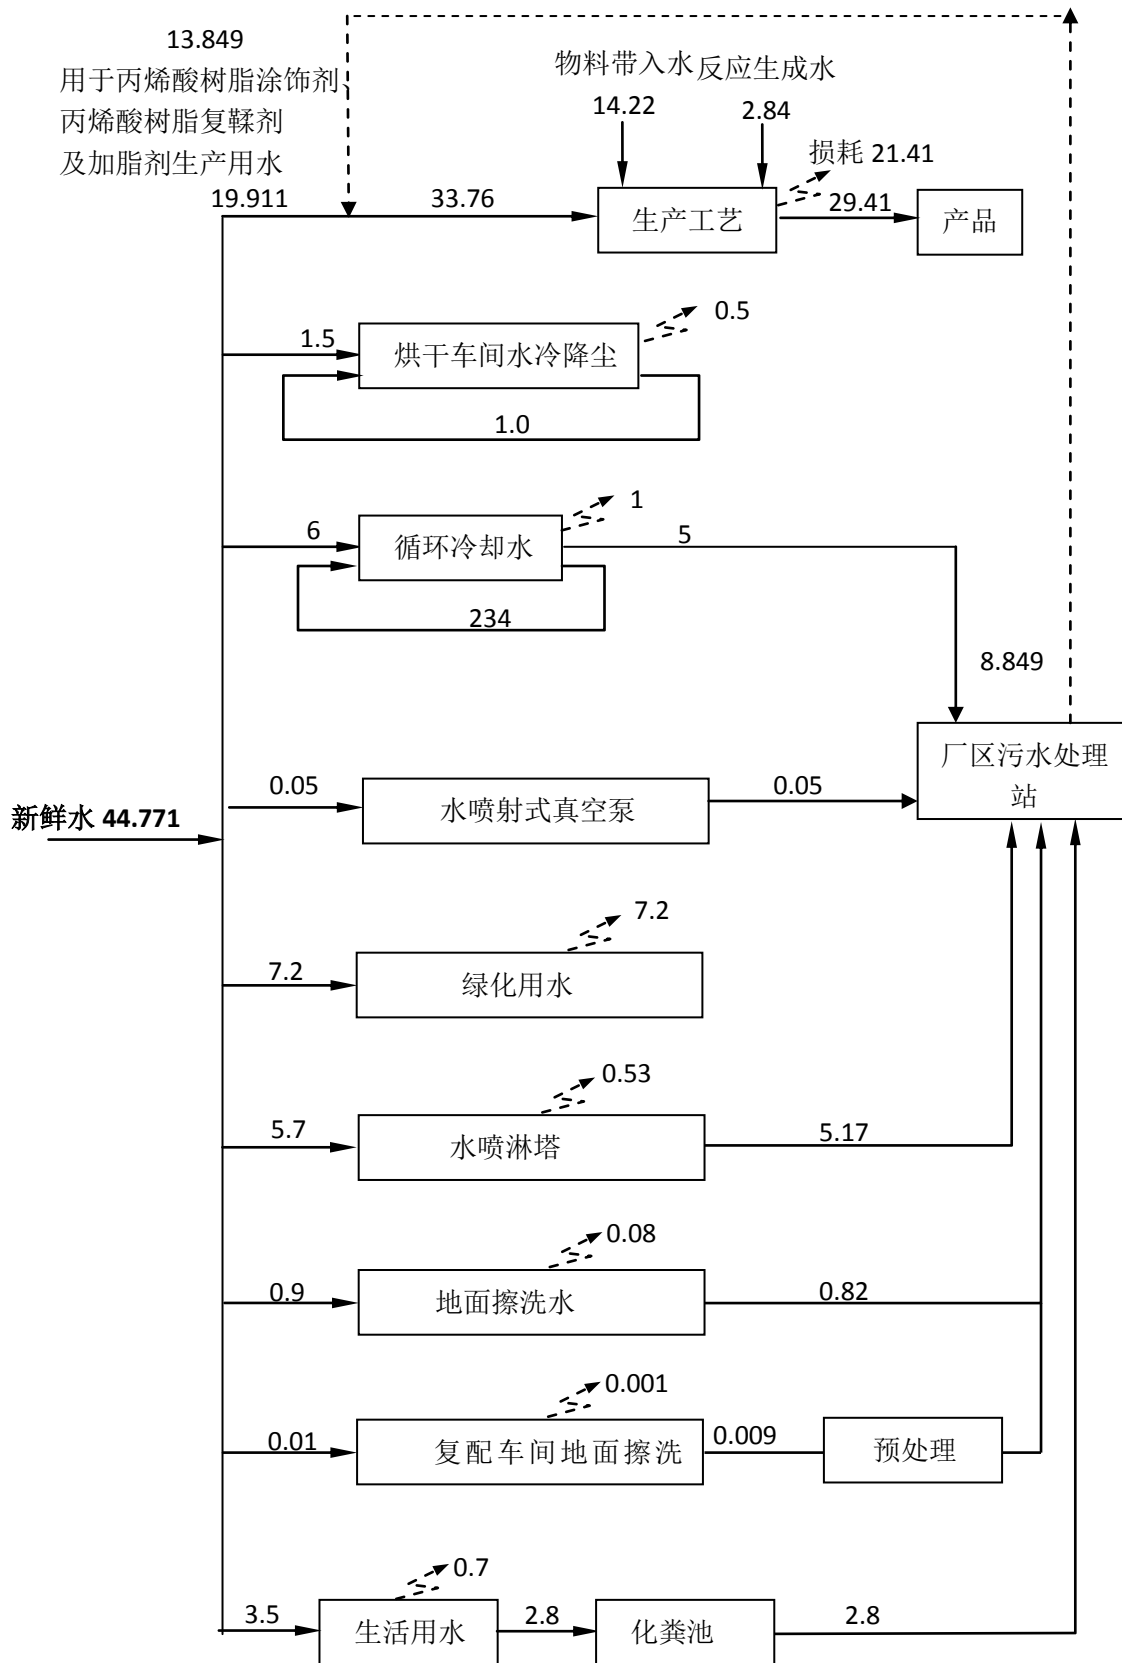 13.849
用于丙烯酸树脂涂饰剂、
丙烯酸树脂复鞣剂
及加脂剂生产用水
物料带入水
反应生成水
14.22
2.84
损耗 21.41
19.911
33.76
生产工艺
29.41
产品
0.5
1.5
烘干车间水冷降尘
1.0
1
6
循环冷却水
5
234
8.849
厂区污水处理
站
0.05
水喷射式真空泵
0.05
新鲜水 44.771
7.2
7.2
绿化用水
0.53
5.7
水喷淋塔
5.17
0.08
0.9
地面擦洗水
0.82
0.001
0.01
复配车间地面擦洗
0.009
预处理
0.7
3.5
生活用水
2.8
化粪池
2.8